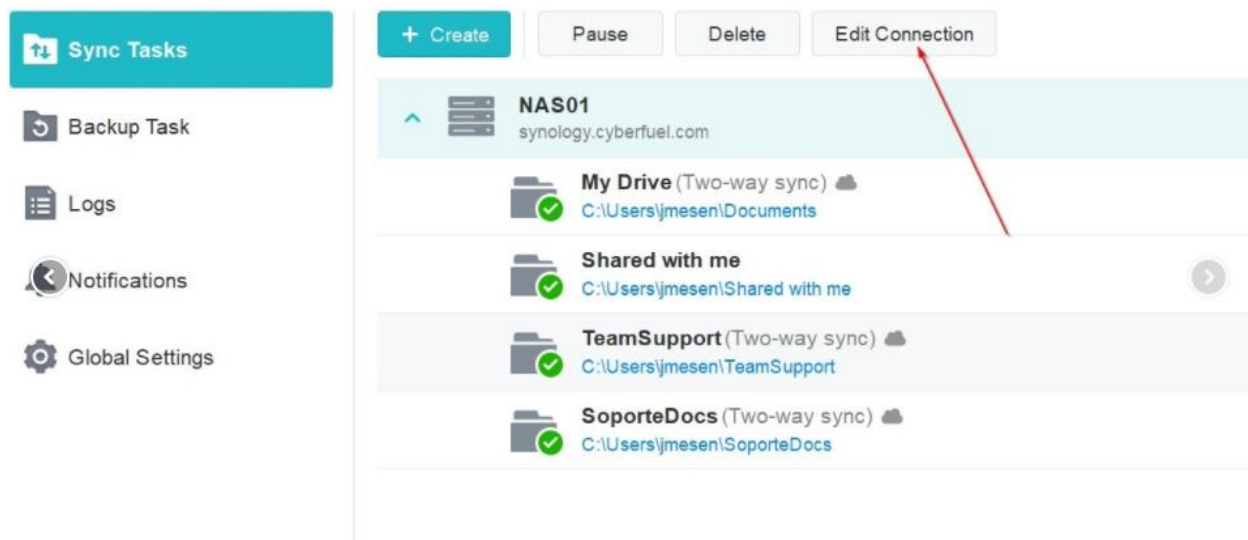 Sync Tasks
Backup Task
Logs
Notifications
Global Settings
+ Create Pause Delete Edit Connection
NAS01
synology.cyberfuel.com
My Drive (Two-way sync)
C:\Users\jmesen\Documents
Shared with me
C:\Users\jmesen\Shared with me
TeamSupport (Two-way sync)
C:\Users\jmesen\TeamSupport
SoporteDocs (Two-way sync)
C:\Users\jmesen\SoporteDocs